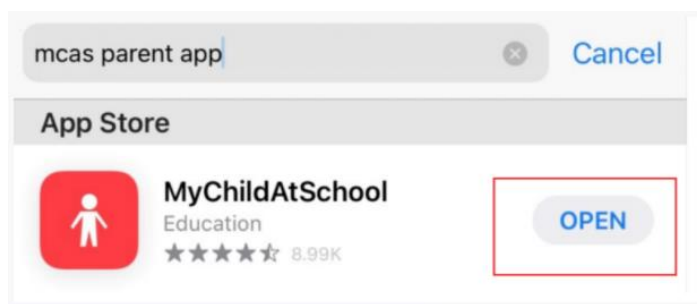 mcas parent app
Cancel
App Store
MyChildAtSchool
Education
8.99K
OPEN